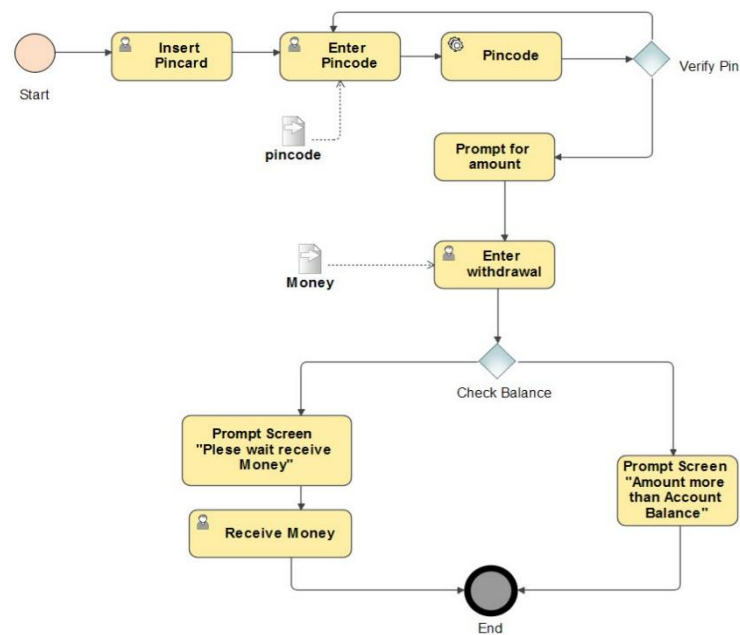 Start
Insert
Pincard
Enter
Pincode
Pincode
Verify Pin
pincode
Prompt for
amount
Money
Enter
withdrawal
Check Balance
Prompt Screen
"Plese wait receive
Money"
Receive Money
Prompt Screen
"Amount more
than Account
Balance"
End